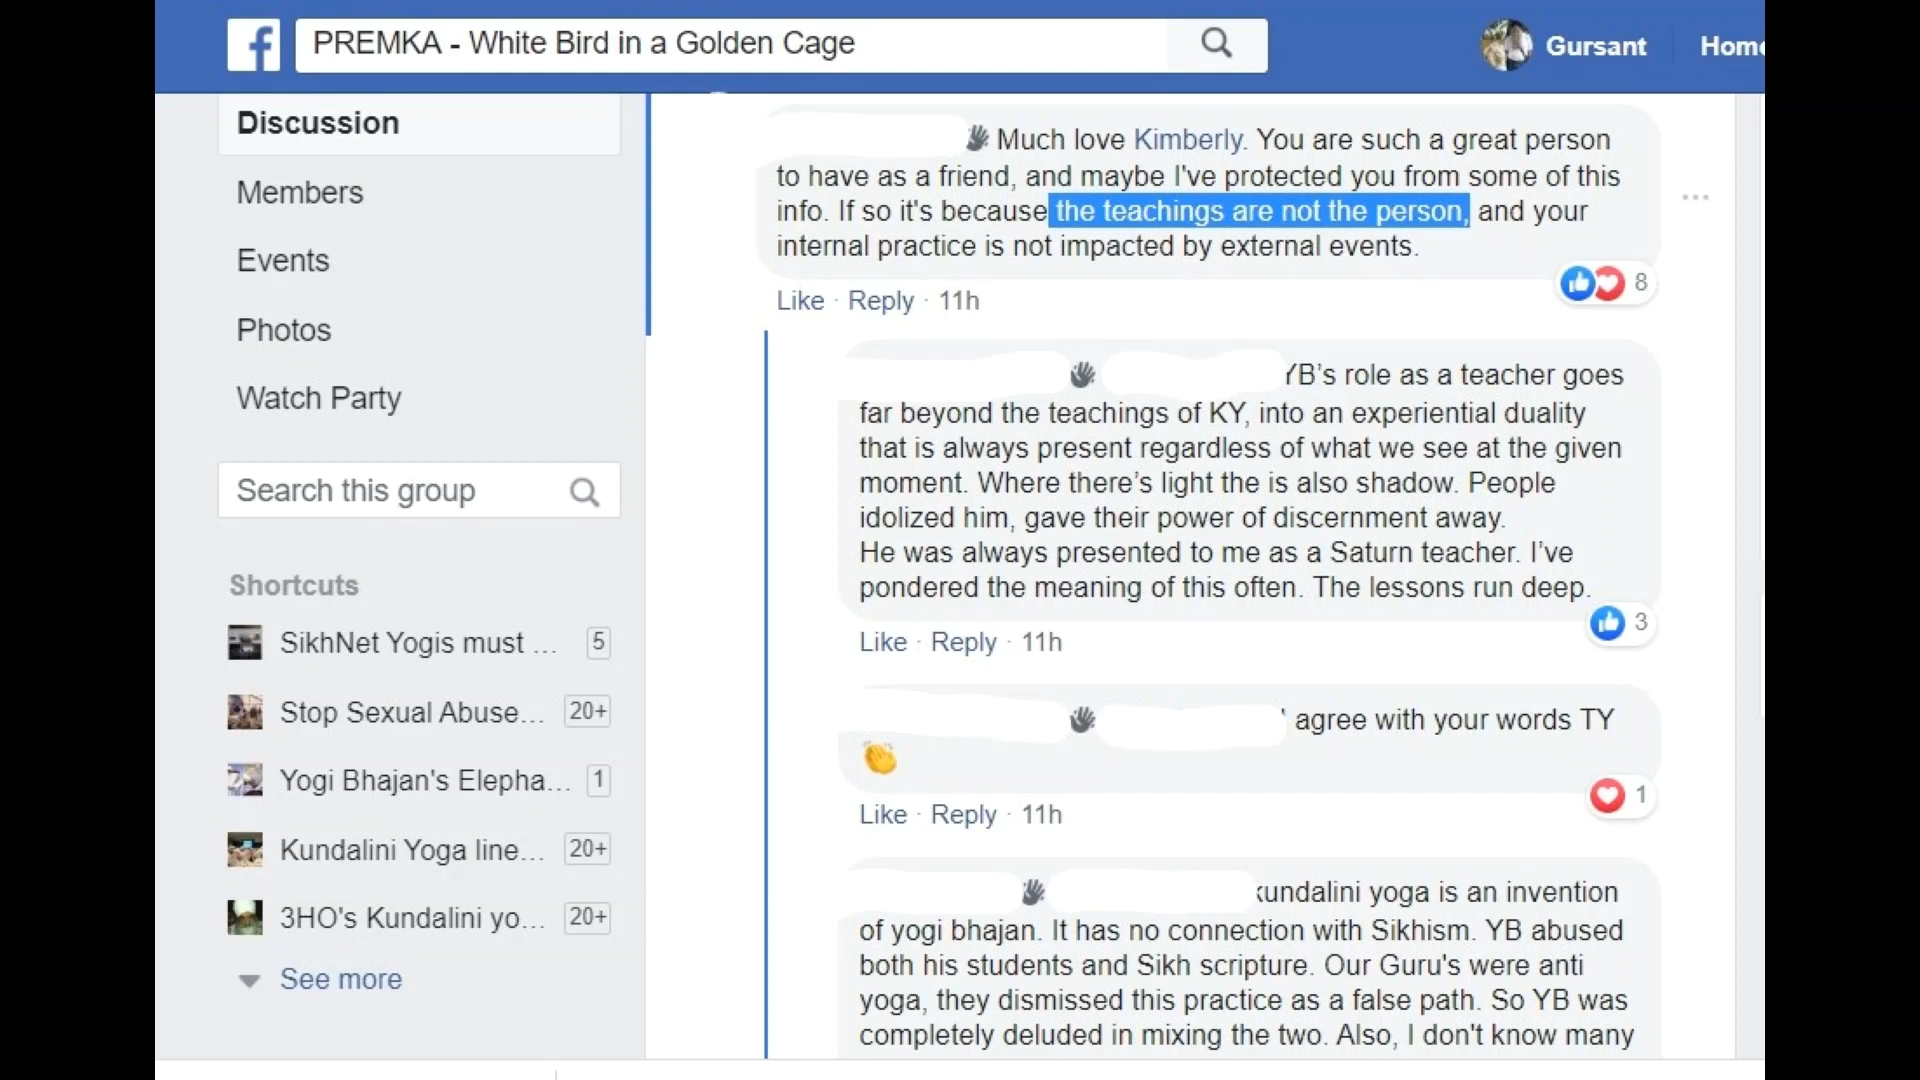 PREMKA - White Bird in a Golden Cage
Gursant
Home
Discussion
Members
Events
Photos
Watch Party
Search this group
Shortcuts
SikhNet Yogis must ... 5
Stop Sexual Abuse... 20+
Yogi Bhajan's Elepha... 1
Kundalini Yoga line... 20+
3HO's Kundalini yo... 20+
See more
Much love Kimberly. You are such a great person
to have as a friend, and maybe I've protected you from some of this
info. If so it's because the teachings are not the person, and your
internal practice is not impacted by external events.
8
Like · Reply · 11h
YB’s role as a teacher goes
far beyond the teachings of KY, into an experiential duality
that is always present regardless of what we see at the given
moment. Where there’s light the is also shadow. People
idolized him, gave their power of discernment away.
He was always presented to me as a Saturn teacher. I’ve
pondered the meaning of this often. The lessons run deep.
3
Like · Reply · 11h
agree with your words TY
👏
1
Like · Reply · 11h
kundalini yoga is an invention
of yogi bhajan. It has no connection with Sikhism. YB abused
both his students and Sikh scripture. Our Guru's were anti
yoga, they dismissed this practice as a false path. So YB was
completely deluded in mixing the two. Also, I don't know many